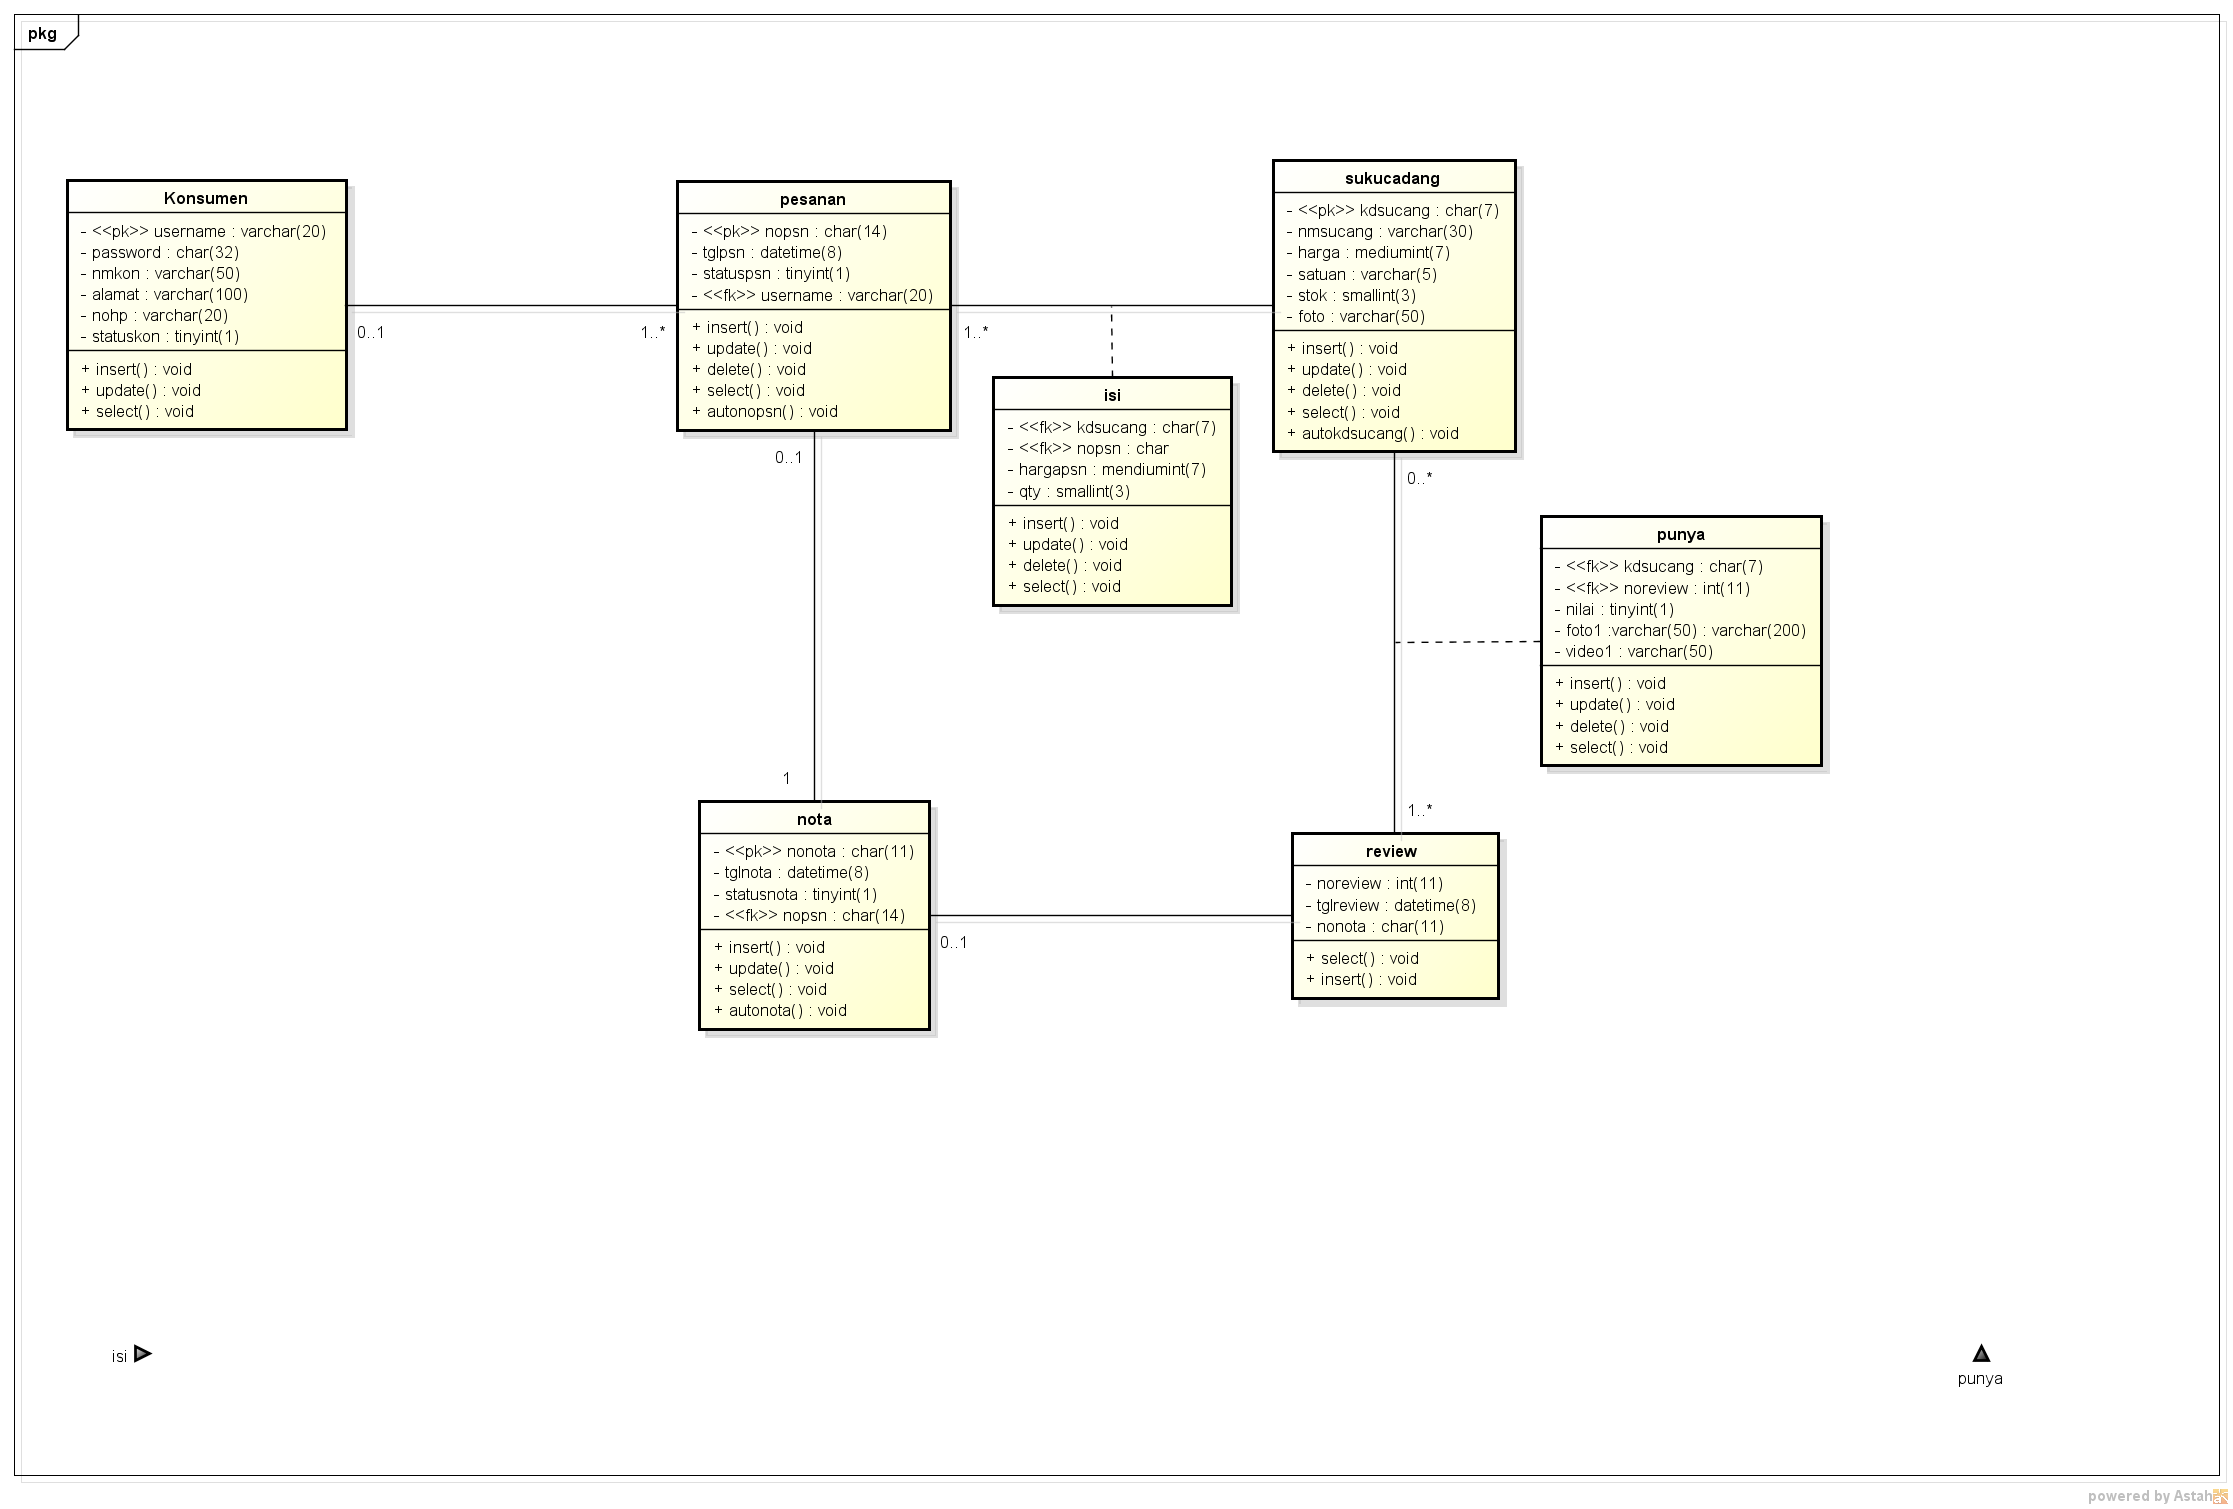 pkg
Konsumen
- <<pk>> username : varchar(20)
- password : char(32)
- nmkon : varchar(50)
- alamat : varchar(100)
- nohp : varchar(20)
- statuskon : tinyint(1)
+ insert() : void
+ update() : void
+ select() : void
0..1
1..*
pesanan
- <<pk>> nopsn : char(14)
- tglpsn : datetime(8)
- statuspsn : tinyint(1)
- <<fk>> username : varchar(20)
+ insert() : void
+ update() : void
+ delete() : void
+ select() : void
+ autonopsn() : void
1..*
0..1
1
sukucadang
- <<pk>> kdsucang : char(7)
- nmsucang : varchar(30)
- harga : mediumint(7)
- satuan : varchar(5)
- stok : smallint(3)
- foto : varchar(50)
+ insert() : void
+ update() : void
+ delete() : void
+ select() : void
+ autokdsucang() : void
0..*
1..*
isi
- <<fk>> kdsucang : char(7)
- <<fk>> nopsn : char
- hargapsn : mendiumint(7)
- qty : smallint(3)
+ insert() : void
+ update() : void
+ delete() : void
+ select() : void
punya
- <<fk>> kdsucang : char(7)
- <<fk>> noreview : int(11)
- nilai : tinyint(1)
- foto1 :varchar(50) : varchar(200)
- video1 : varchar(50)
+ insert() : void
+ update() : void
+ delete() : void
+ select() : void
nota
- <<pk>> nonota : char(11)
- tglnota : datetime(8)
- statusnota : tinyint(1)
- <<fk>> nopsn : char(14)
+ insert() : void
+ update() : void
+ select() : void
+ autonota() : void
0..1
review
- noreview : int(11)
- tglreview : datetime(8)
- nonota : char(11)
+ select() : void
+ insert() : void
isi
punya
powered by Astah